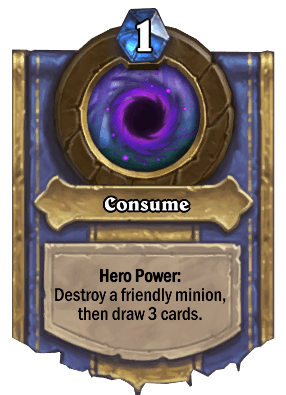 1
Consume
Hero Power:
Destroy a friendly minion,
then draw 3 cards.